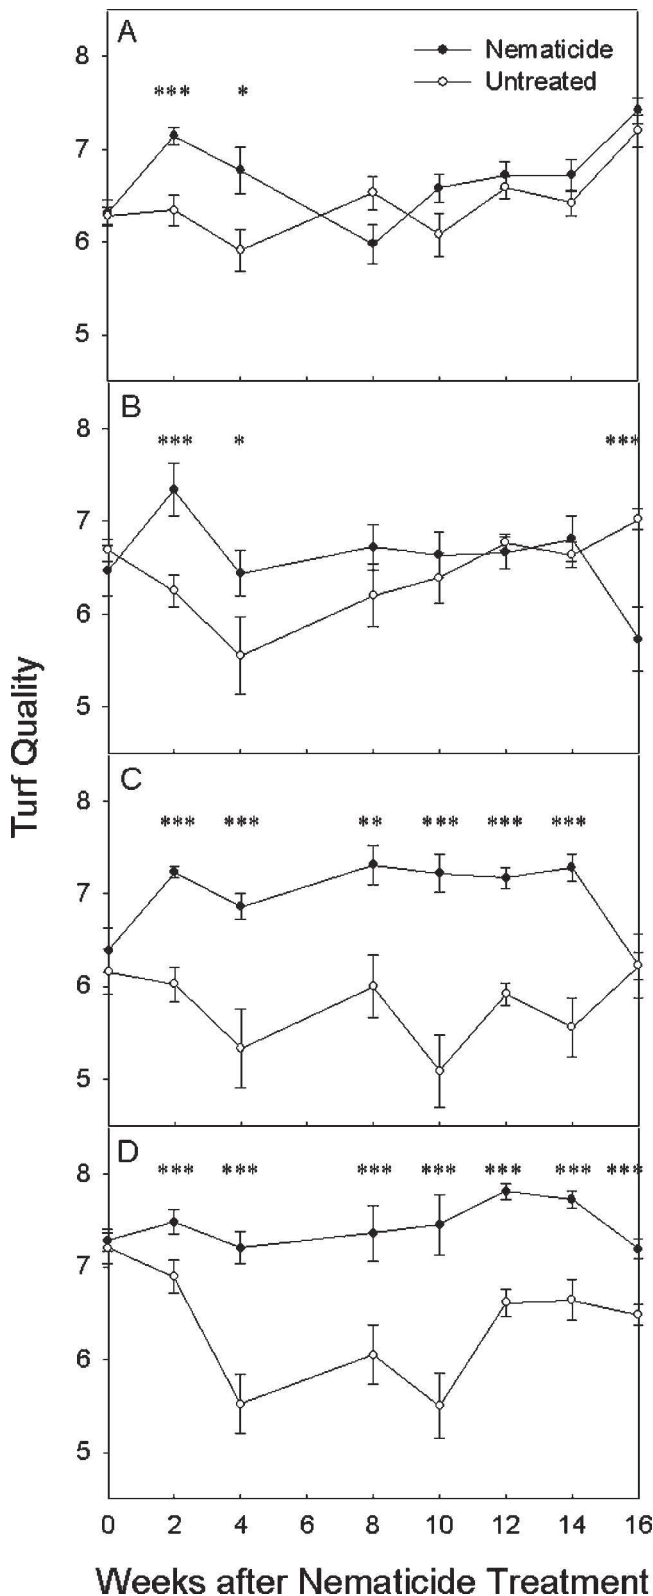 A
Nematicide
Untreated
8
*** *
7
6
5
B
8
*** * ***
7
6
5
C
8
*** *** ** *** *** ***
7
6
5
D
8
*** *** *** *** *** *** ***
7
6
5
0 2 4 6 8 10 12 14 16
Turf Quality
Weeks after Nematicide Treatment